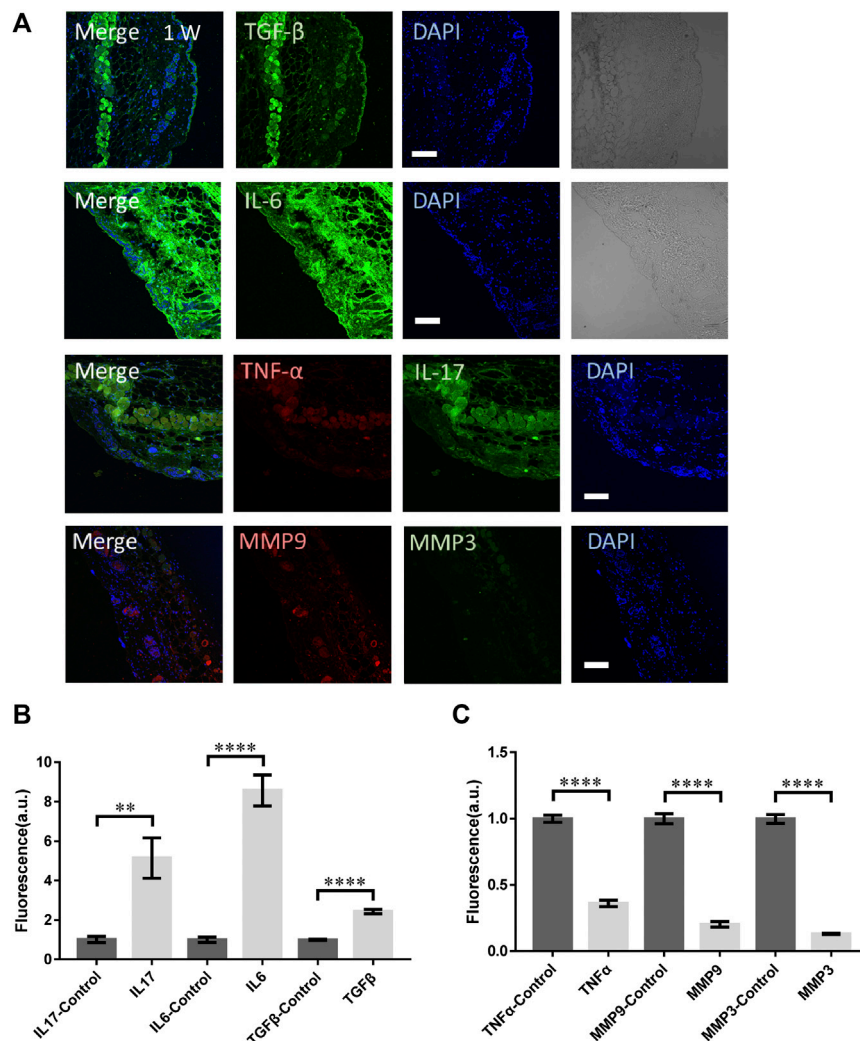 A
Merge 1 W TGF-β DAPI
Merge IL-6 DAPI
Merge TNF-α IL-17 DAPI
Merge MMP9 MMP3 DAPI
B
C
**
****
****
Fluorescence(a.u.)
10
8
6
4
2
0
IL17-Control
IL17
IL6-Control
IL6
TGFβ-Control
TGFβ
****
****
****
Fluorescence(a.u.)
1.5
1.0
0.5
0.0
TNFα-Control
TNFα
MMP9-Control
MMP9
MMP3-Control
MMP3